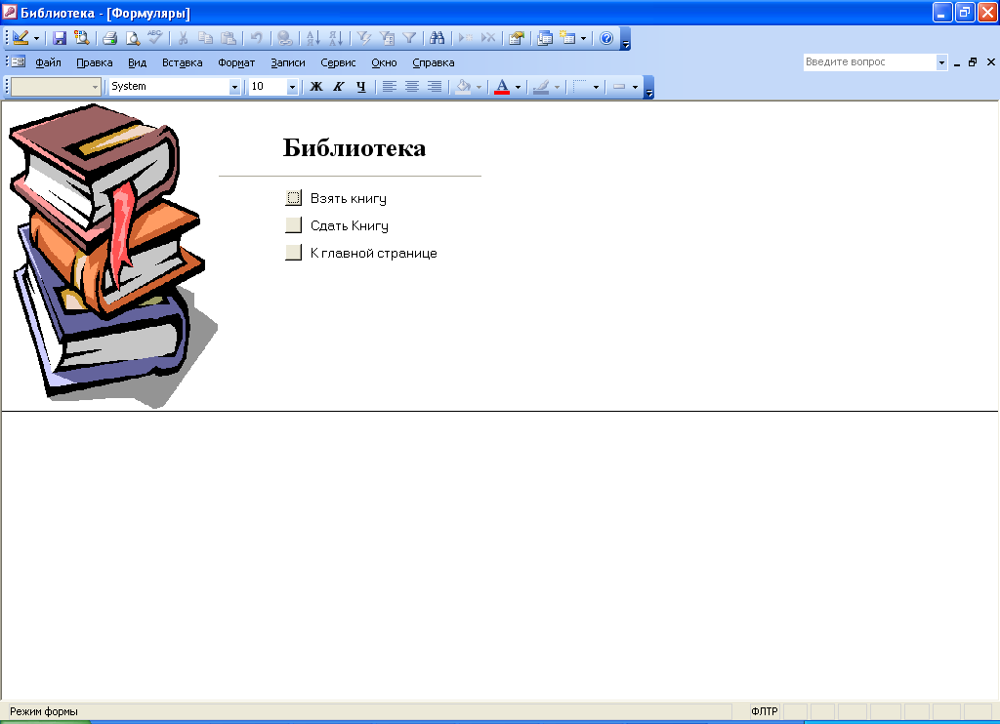 Библиотека - [Формуляры]
Файл Правка Вид Вставка Формат Записи Сервис Окно Справка Введите вопрос
System 10 Ж К Ч А
Библиотека
Взять книгу
Сдать Книгу
К главной странице
Режим формы ФЛТР